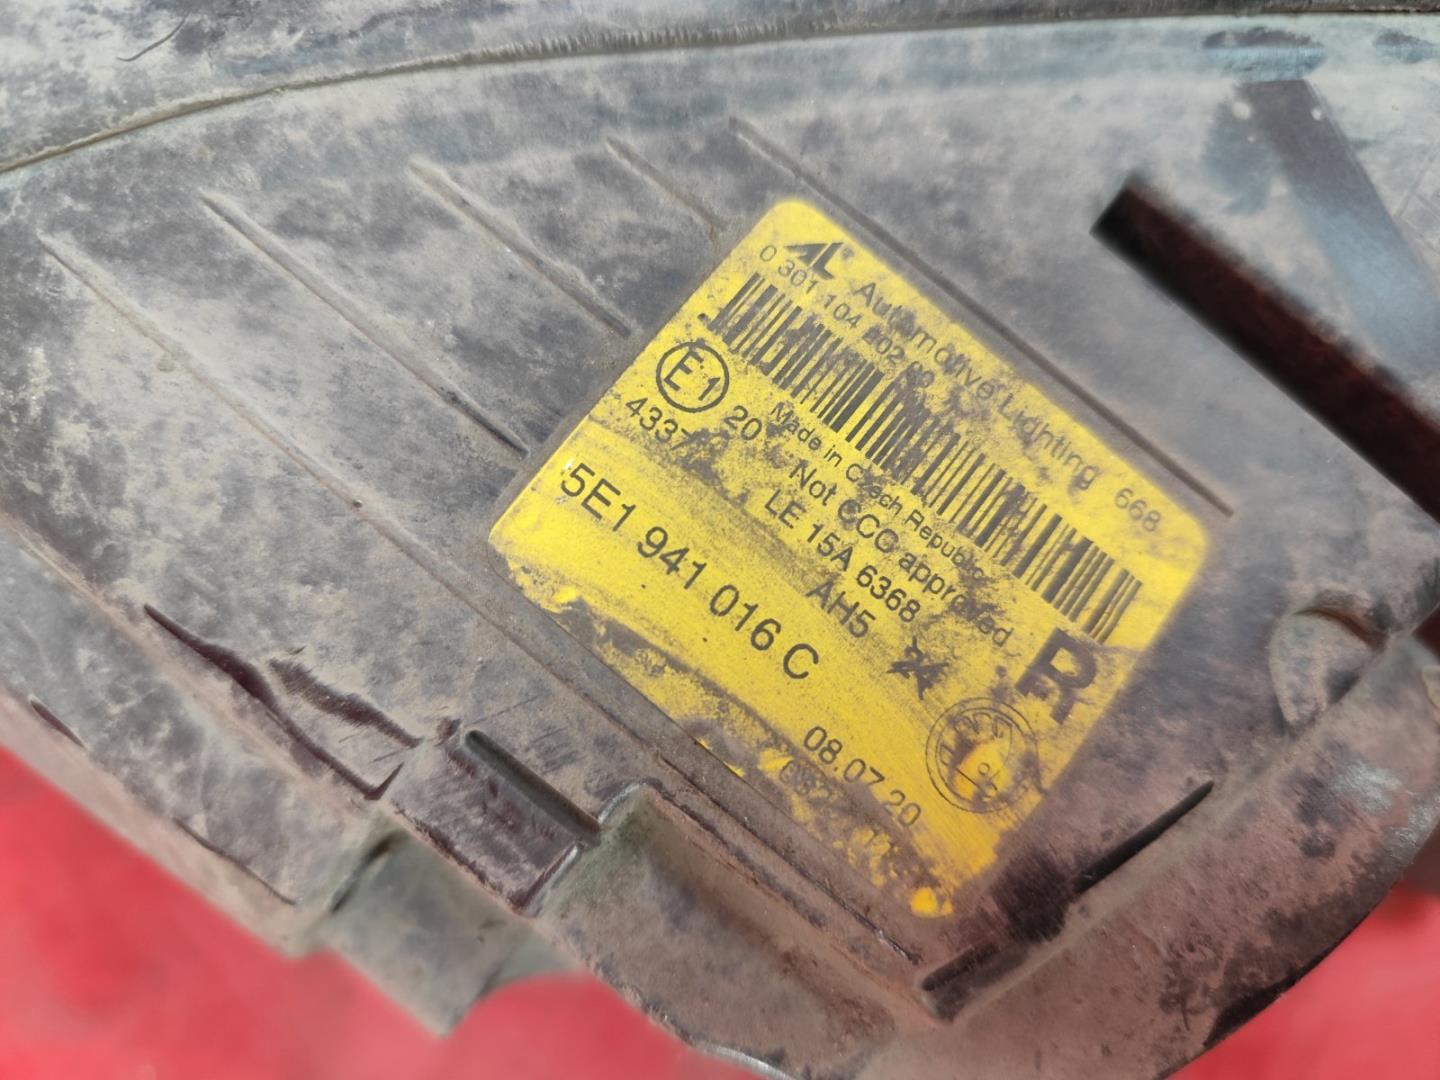 AL Automotive Lighting 668
0 301 104 202
E1 20
Made in Czech Republic
4337
Not CCC approved
LE 15A 6368
AH5
R
5E1 941 016 C
08.07.20